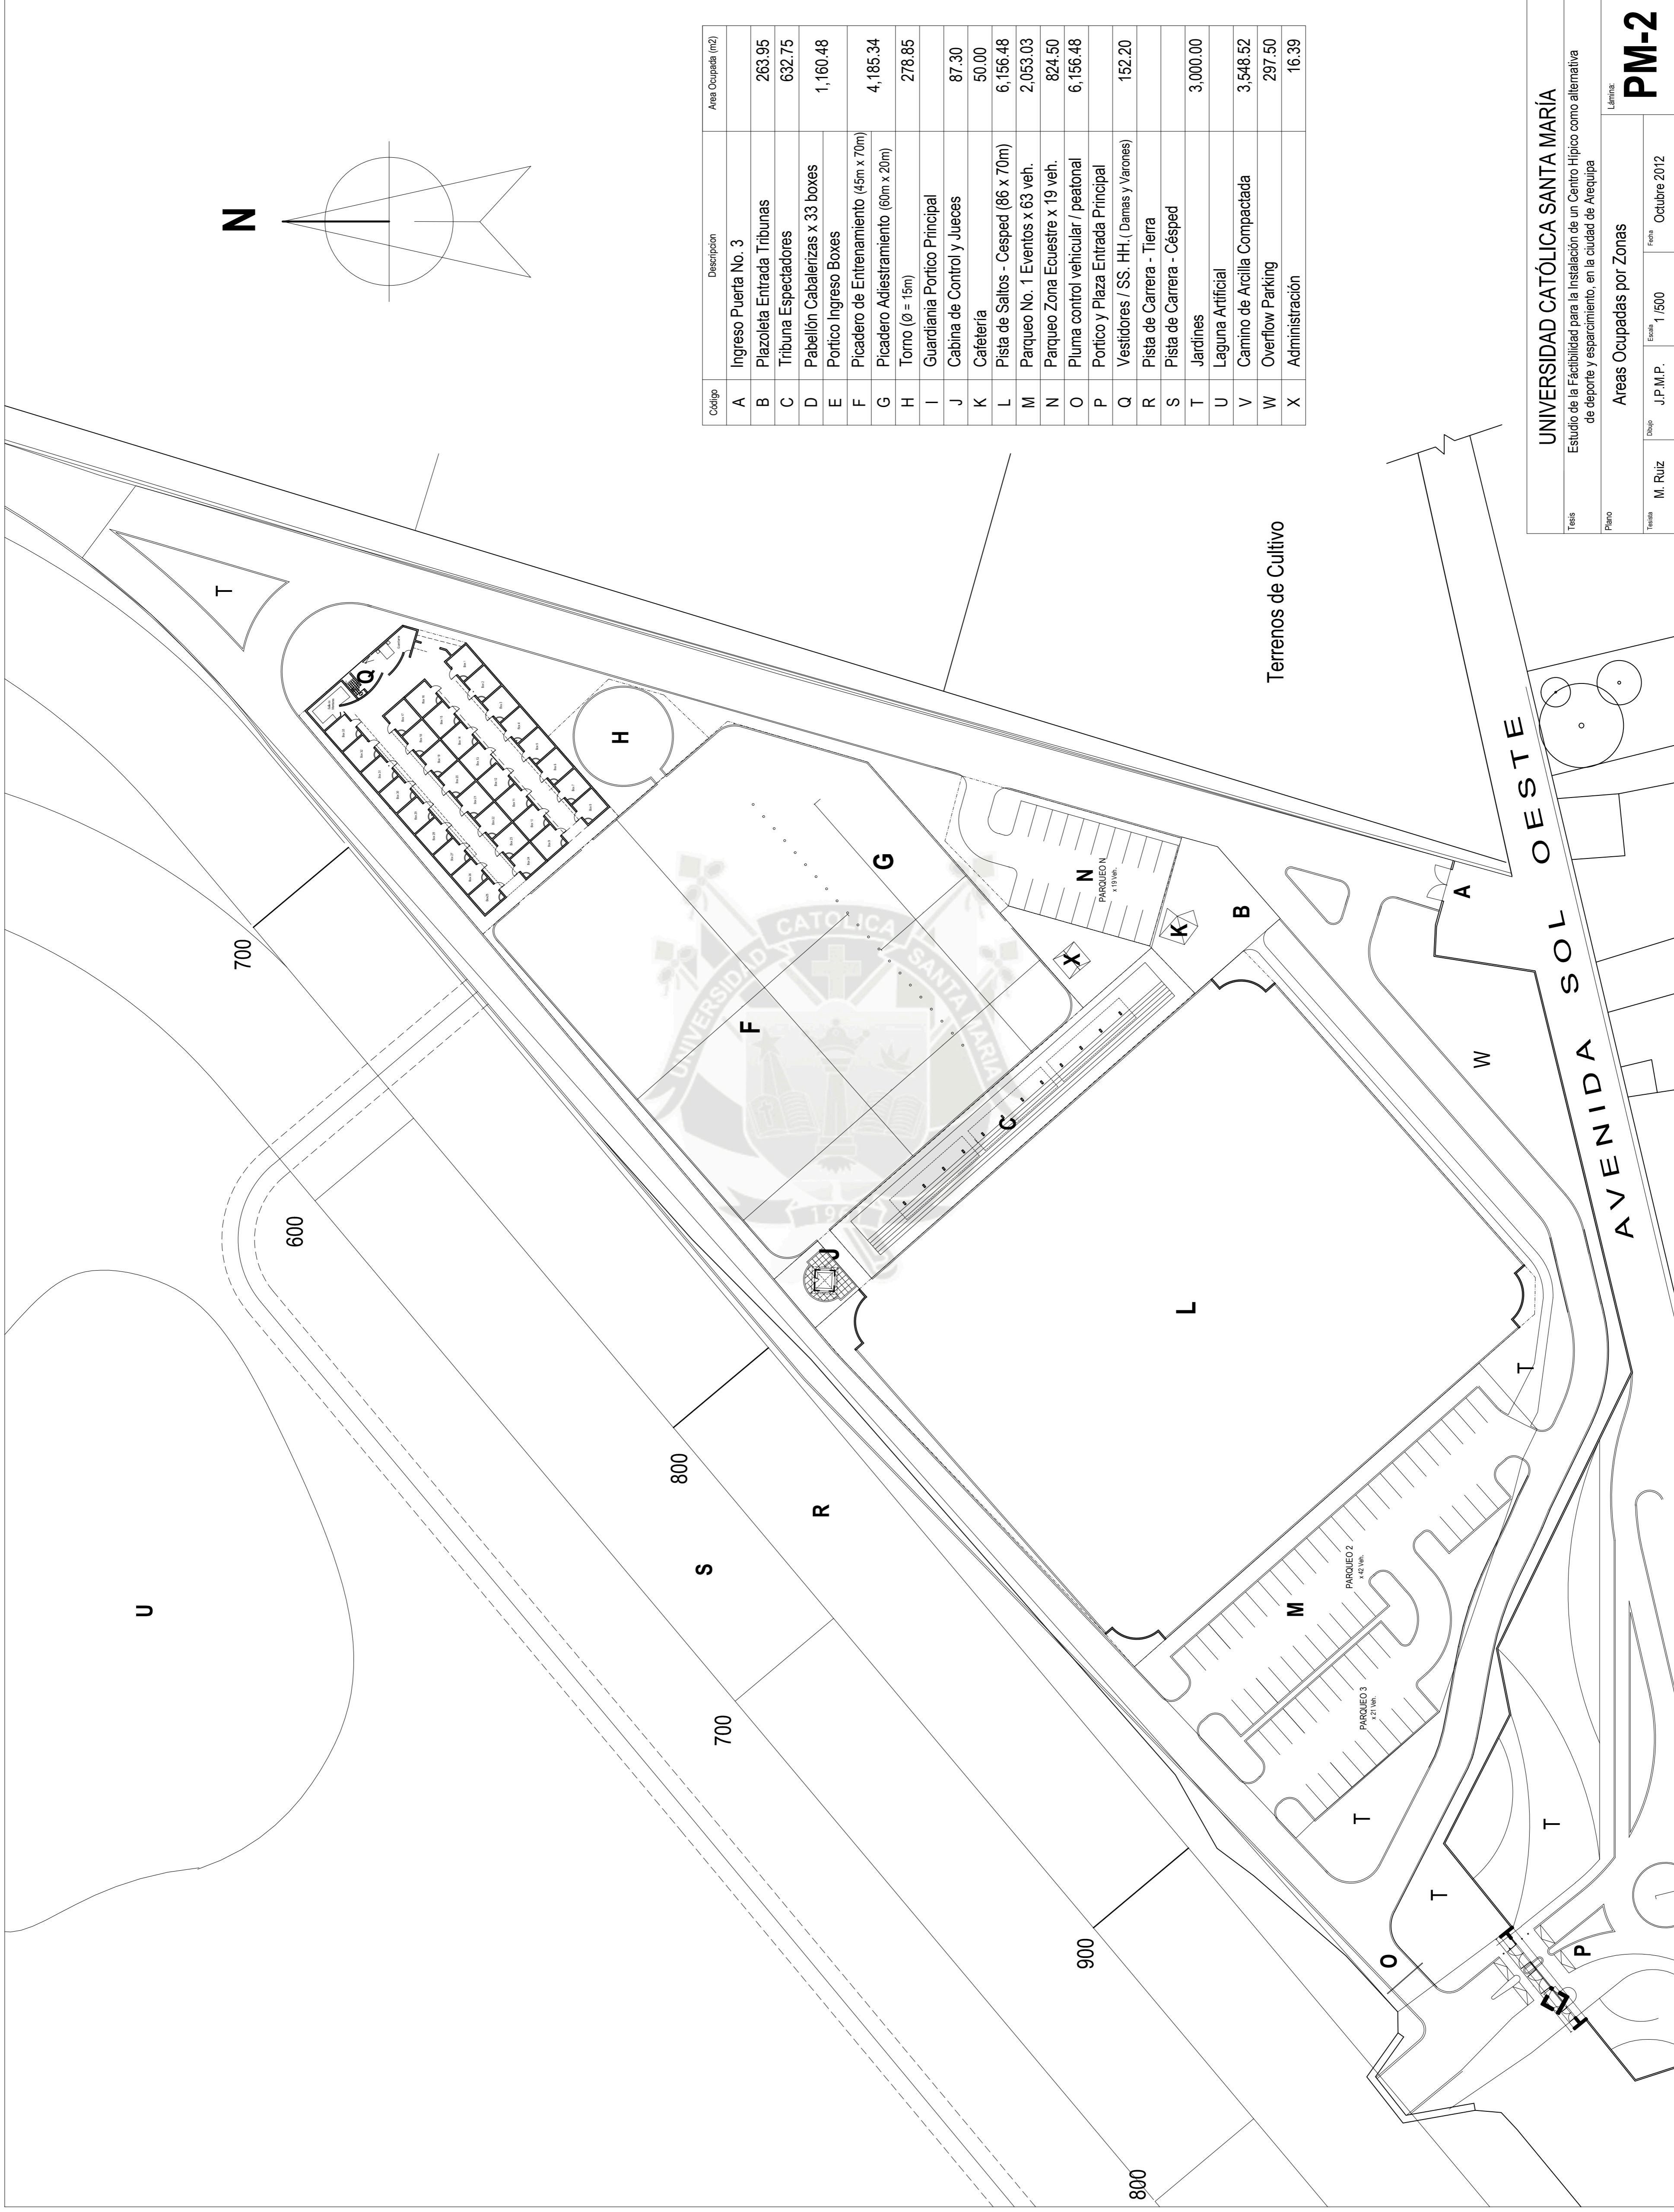 N
Código Descripcion Area Ocupada (m2)
A Ingreso Puerta No. 3
B Plazoleta Entrada Tribunas 263.95
C Tribuna Espectadores 632.75
D Pabellón Cabalerizas x 33 boxes 1,160.48
E Portico Ingreso Boxes
F Picadero de Entrenamiento (45m x 70m) 4,185.34
G Picadero Adiestramiento (60m x 20m)
H Torno (Ø = 15m) 278.85
I Guardiania Portico Principal
J Cabina de Control y Jueces 87.30
K Cafetería 50.00
L Pista de Saltos - Cesped (86 x 70m) 6,156.48
M Parqueo No. 1 Eventos x 63 veh. 2,053.03
N Parqueo Zona Ecuestre x 19 veh. 824.50
O Pluma control vehicular / peatonal 6,156.48
P Portico y Plaza Entrada Principal
Q Vestidores / SS. HH.( Damas y Varones) 152.20
R Pista de Carrera - Tierra
S Pista de Carrera - Césped
T Jardines 3,000.00
U Laguna Artificial
V Camino de Arcilla Compactada 3,548.52
W Overflow Parking 297.50
X Administración 16.39
T
Q
H
700
600
F
G
N
PARQUEO N
x 19 Veh.
X
K
B
A
Terrenos de Cultivo
J
C
L
W
AVENIDA SOL OESTE
U
800
S
R
700
T
M
PARQUEO 2
x 42 Veh.
PARQUEO 3
x 21 Veh.
T
T
T
900
O
P
800
UNIVERSIDAD CATOLICA SANTA MARIA
UNIVERSIDAD CATÓLICA SANTA MARÍA
Tesis
Estudio de la Fáctibilidad para la Instalación de un Centro Hípico como alternativa
de deporte y esparcimiento, en la ciudad de Arequipa
Plano
Areas Ocupadas por Zonas
Lámina:
PM-2
Tesista M. Ruiz
Dibujo J.P.M.P.
Escala 1 /500
Fecha Octubre 2012